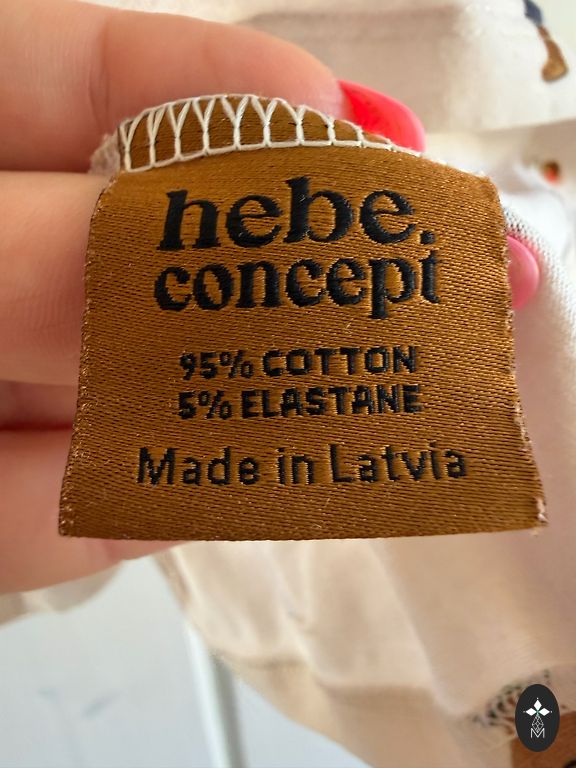 hebe.
concept
95% COTTON
5% ELASTANE
Made in Latvia
M